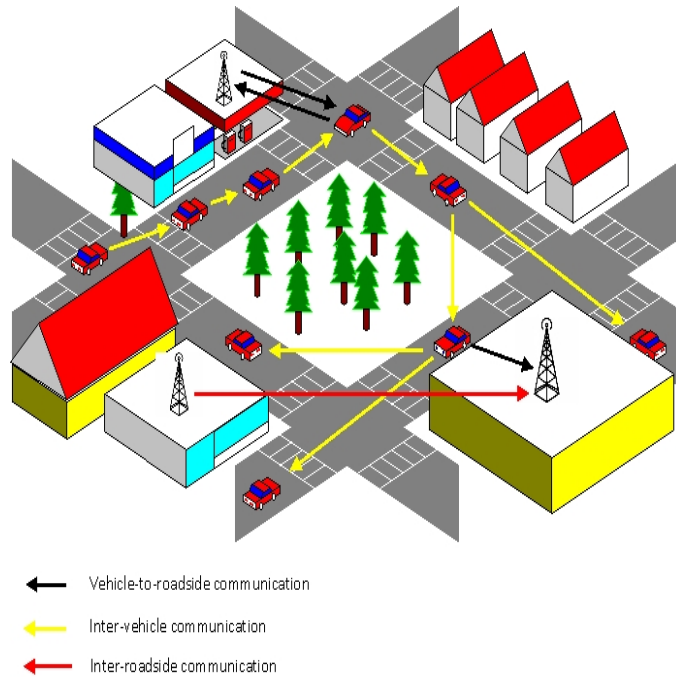 Vehicle-to-roadside communication
Inter-vehicle communication
Inter-roadside communication